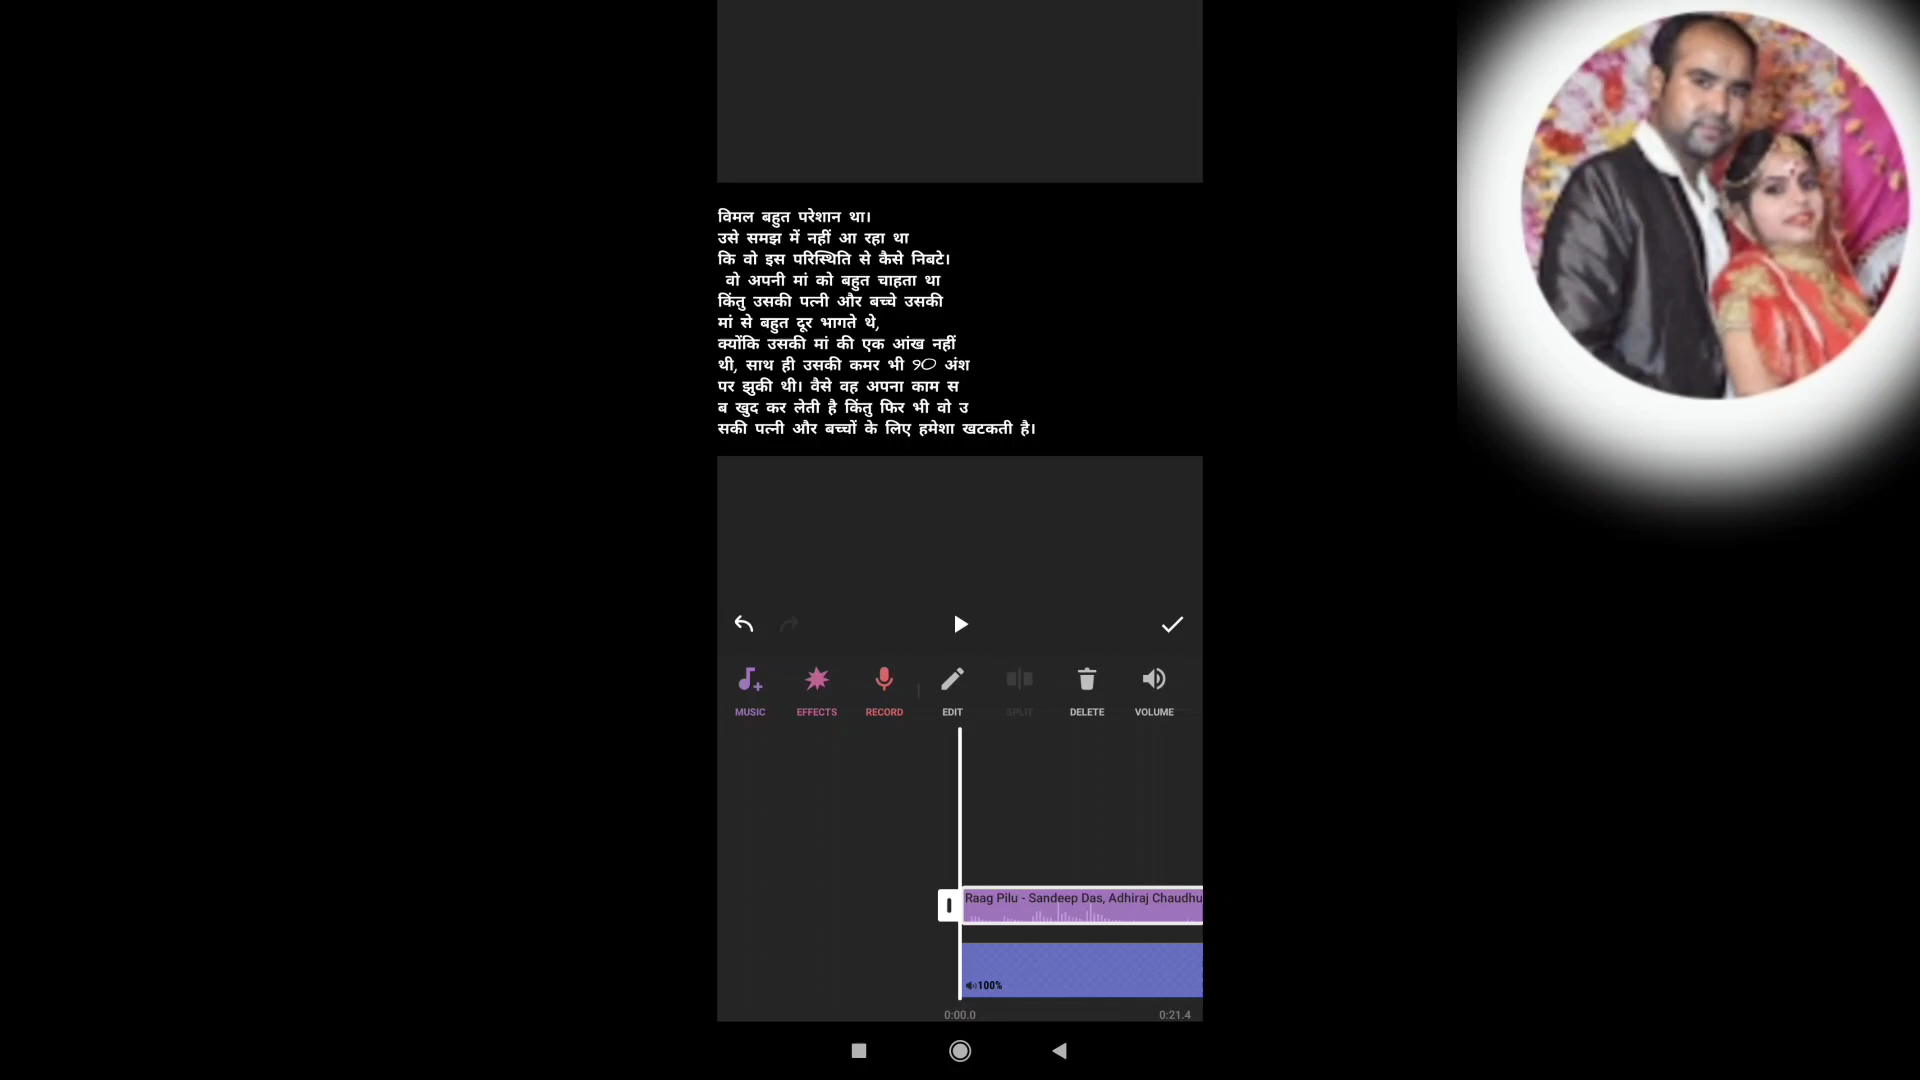 विमल बहुत परेशान था।
उसे समझ में नहीं आ रहा था
कि वो इस परिस्थिति से कैसे निबटे।
वो अपनी मां को बहुत चाहता था
किंतु उसकी पत्नी और बच्चे उसकी
मां से बहुत दूर भागते थे,
क्योंकि उसकी मां की एक आंख नहीं
थी, साथ ही उसकी कमर भी ९० अंश
पर झुकी थी। वैसे वह अपना काम स
ब खुद कर लेती है किंतु फिर भी वो उ
सकी पत्नी और बच्चों के लिए हमेशा खटकती है।
MUSIC EFFECTS RECORD EDIT SPLIT DELETE VOLUME
Raag Pilu - Sandeep Das, Adhiraj Chaudhu
100%
0:00.0 0:21.4